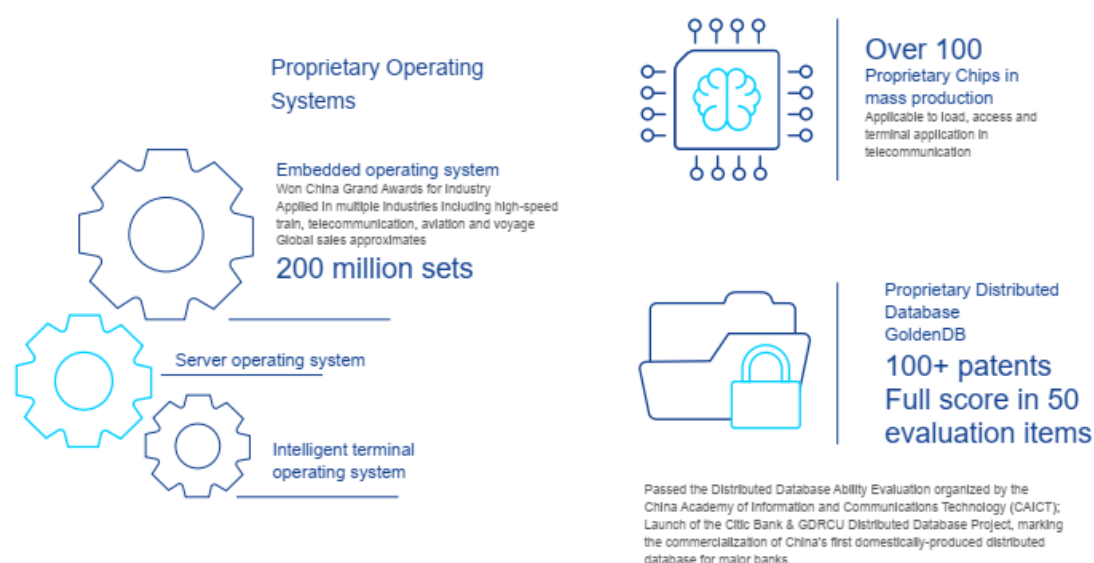 Proprietary Operating
Systems
Embedded operating system
Won China Grand Awards for Industry
Applied in multiple industries including high-speed
train, telecommunication, aviation and voyage
Global sales approximates
200 million sets
Server operating system
Intelligent terminal
operating system
Over 100
Proprietary Chips in
mass production
Applicable to load, access and
terminal application in
telecommunication
Proprietary Distributed
Database
GoldenDB
100+ patents
Full score in 50
evaluation items
Passed the Distributed Database Ability Evaluation organized by the
China Academy of Information and Communications Technology (CAICT);
Launch of the Citic Bank & GDRCU Distributed Database Project, marking
the commercialization of China's first domestically-produced distributed
database for major banks.